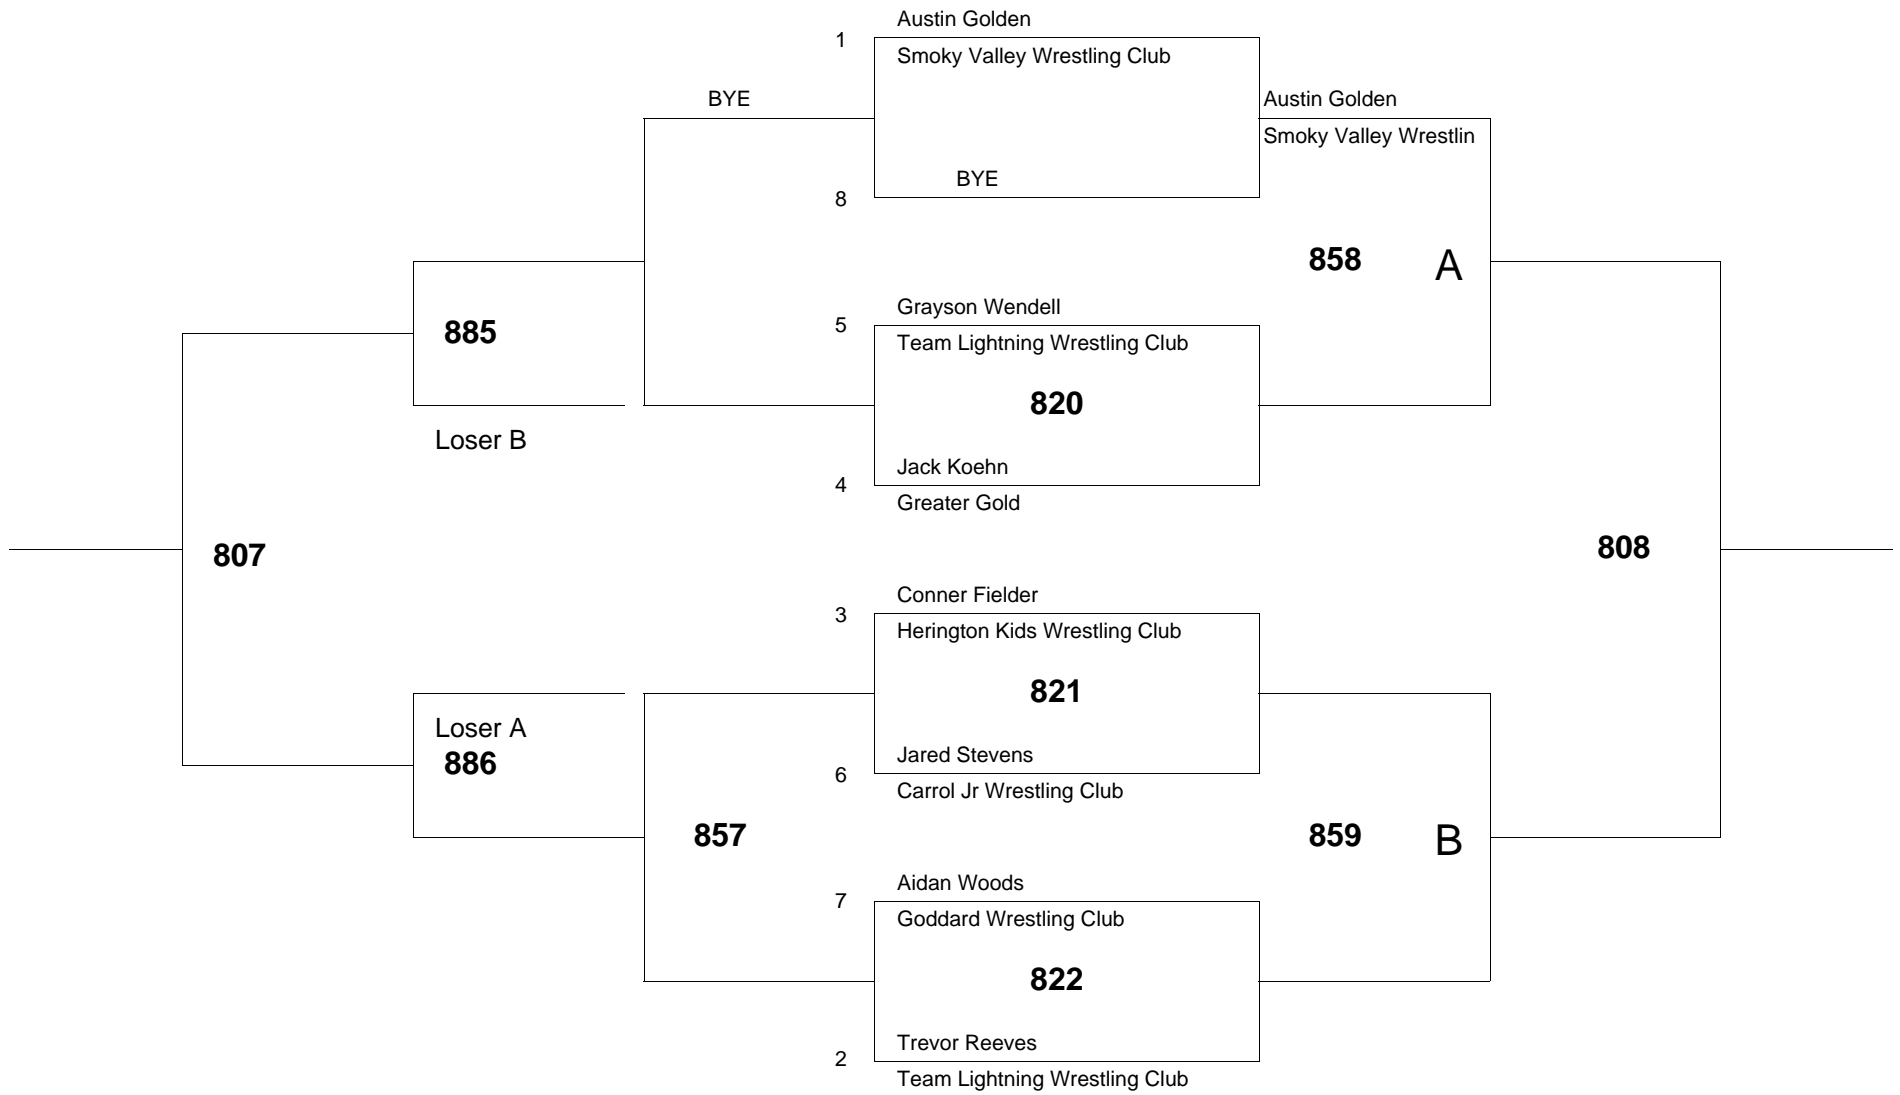 Austin Golden
1
Smoky Valley Wrestling Club
BYE
Austin Golden
Smoky Valley Wrestlin
BYE
8
858
A
Grayson Wendell
5
885
Team Lightning Wrestling Club
820
Loser B
Jack Koehn
4
Greater Gold
807
808
Conner Fielder
3
Herington Kids Wrestling Club
821
Loser A
886
Jared Stevens
6
Carrol Jr Wrestling Club
857
859
B
Aidan Woods
7
Goddard Wrestling Club
822
Trevor Reeves
2
Team Lightning Wrestling Club